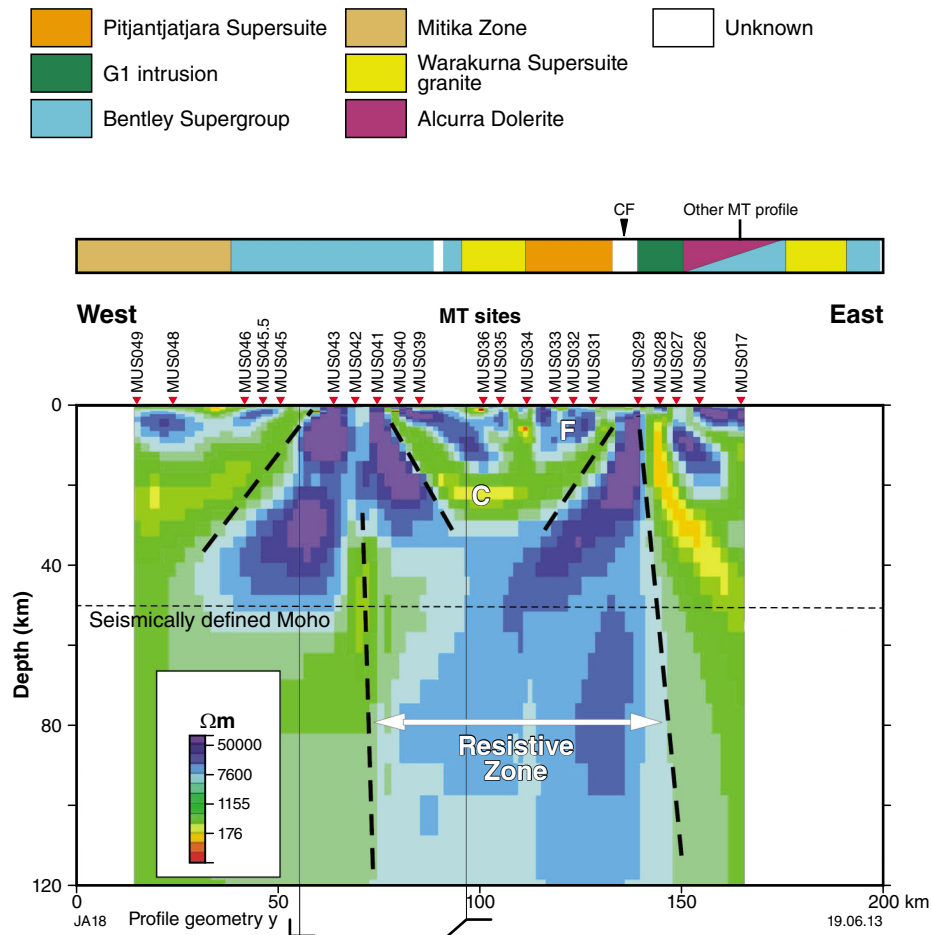 Pitjantjatjara Supersuite
Mitika Zone
Unknown
G1 intrusion
Warakurna Supersuite
granite
Bentley Supergroup
Alcurra Dolerite
CF
Other MT profile
West
MT sites
East
MUS049
MUS048
MUS046
MUS045.5
MUS045
MUS043
MUS042
MUS041
MUS040
MUS039
MUS036
MUS035
MUS034
MUS033
MUS032
MUS031
MUS029
MUS028
MUS027
MUS026
MUS017
0
F
C
40
Seismically defined Moho
Depth (km)
Ωm
50000
7600
1155
176
80
Resistive
Zone
120
0
50
100
150
200 km
JA18
Profile geometry y
19.06.13